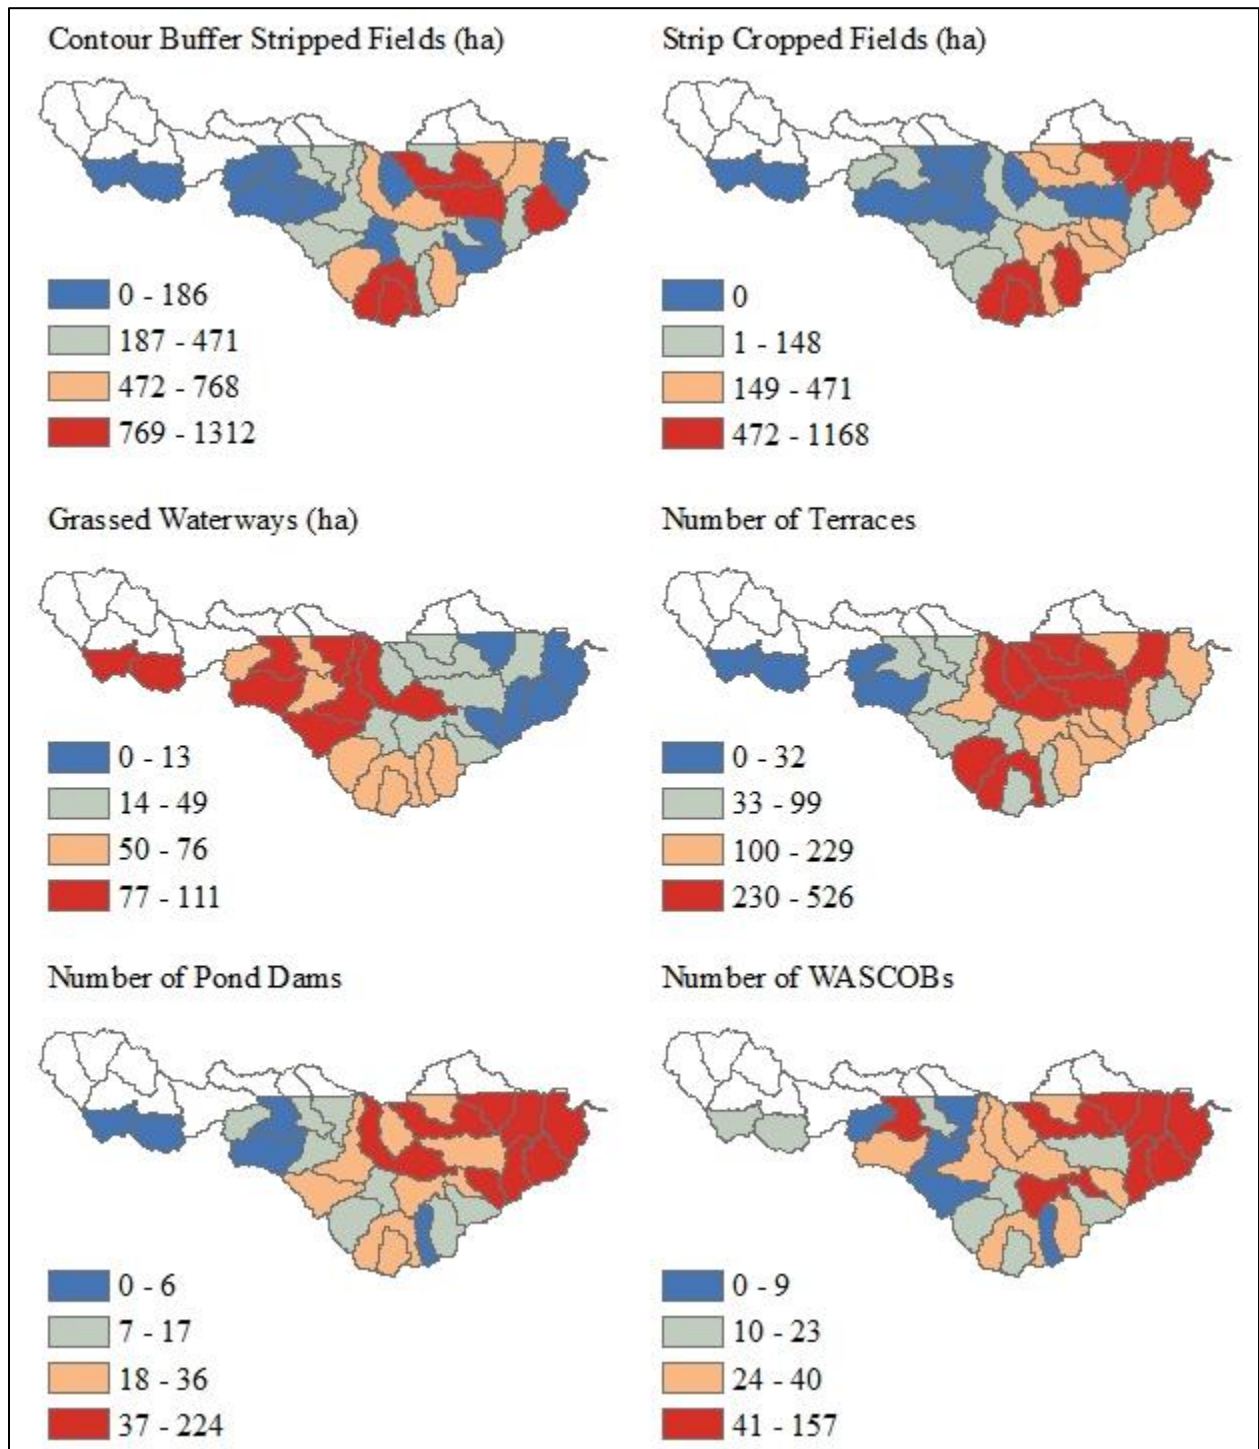 Contour Buffer Stripped Fields (ha)
Strip Cropped Fields (ha)
0 - 186
187 - 471
472 - 768
769 - 1312
0
1 - 148
149 - 471
472 - 1168
Grassed Waterways (ha)
Number of Terraces
0 - 13
14 - 49
50 - 76
77 - 111
0 - 32
33 - 99
100 - 229
230 - 526
Number of Pond Dams
Number of WASCOBs
0 - 6
7 - 17
18 - 36
37 - 224
0 - 9
10 - 23
24 - 40
41 - 157